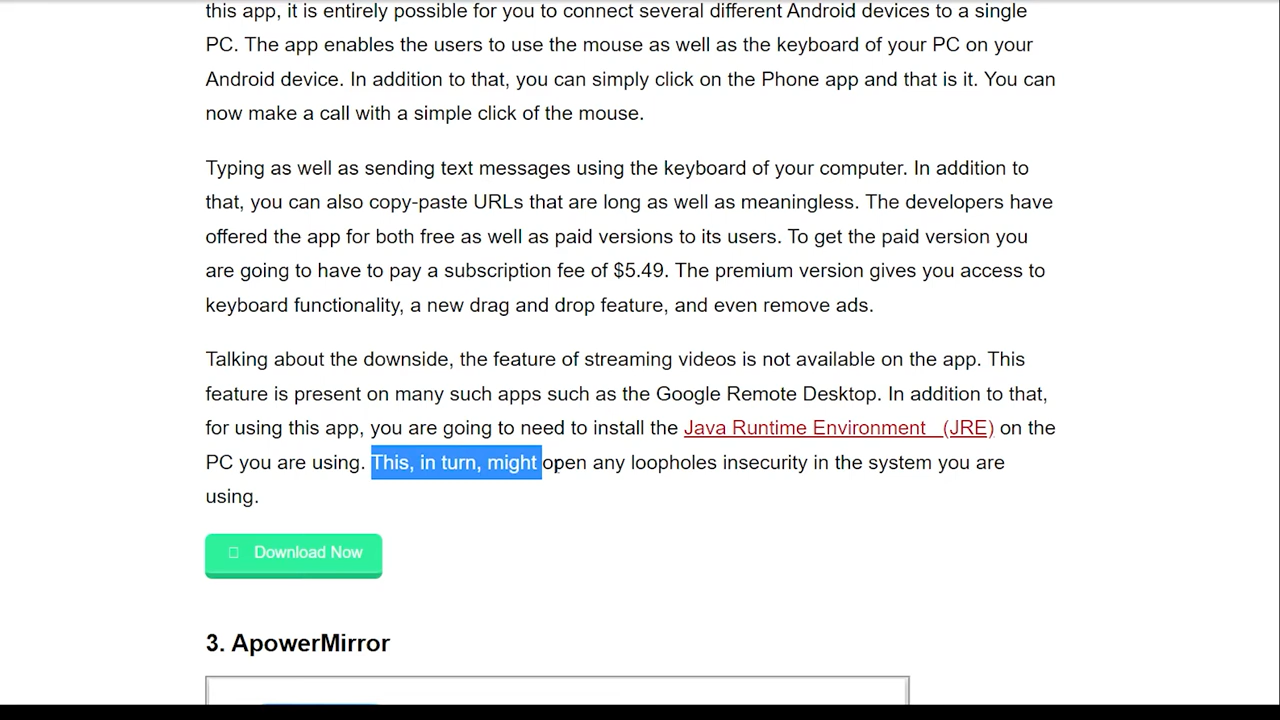 this app, it is entirely possible for you to connect several different Android devices to a single
PC. The app enables the users to use the mouse as well as the keyboard of your PC on your
Android device. In addition to that, you can simply click on the Phone app and that is it. You can
now make a call with a simple click of the mouse.
Typing as well as sending text messages using the keyboard of your computer. In addition to
that, you can also copy-paste URLs that are long as well as meaningless. The developers have
offered the app for both free as well as paid versions to its users. To get the paid version you
are going to have to pay a subscription fee of $5.49. The premium version gives you access to
keyboard functionality, a new drag and drop feature, and even remove ads.
Talking about the downside, the feature of streaming videos is not available on the app. This
feature is present on many such apps such as the Google Remote Desktop. In addition to that,
for using this app, you are going to need to install the Java Runtime Environment (JRE) on the
PC you are using. This, in turn, might open any loopholes insecurity in the system you are
using.
Download Now
3. ApowerMirror